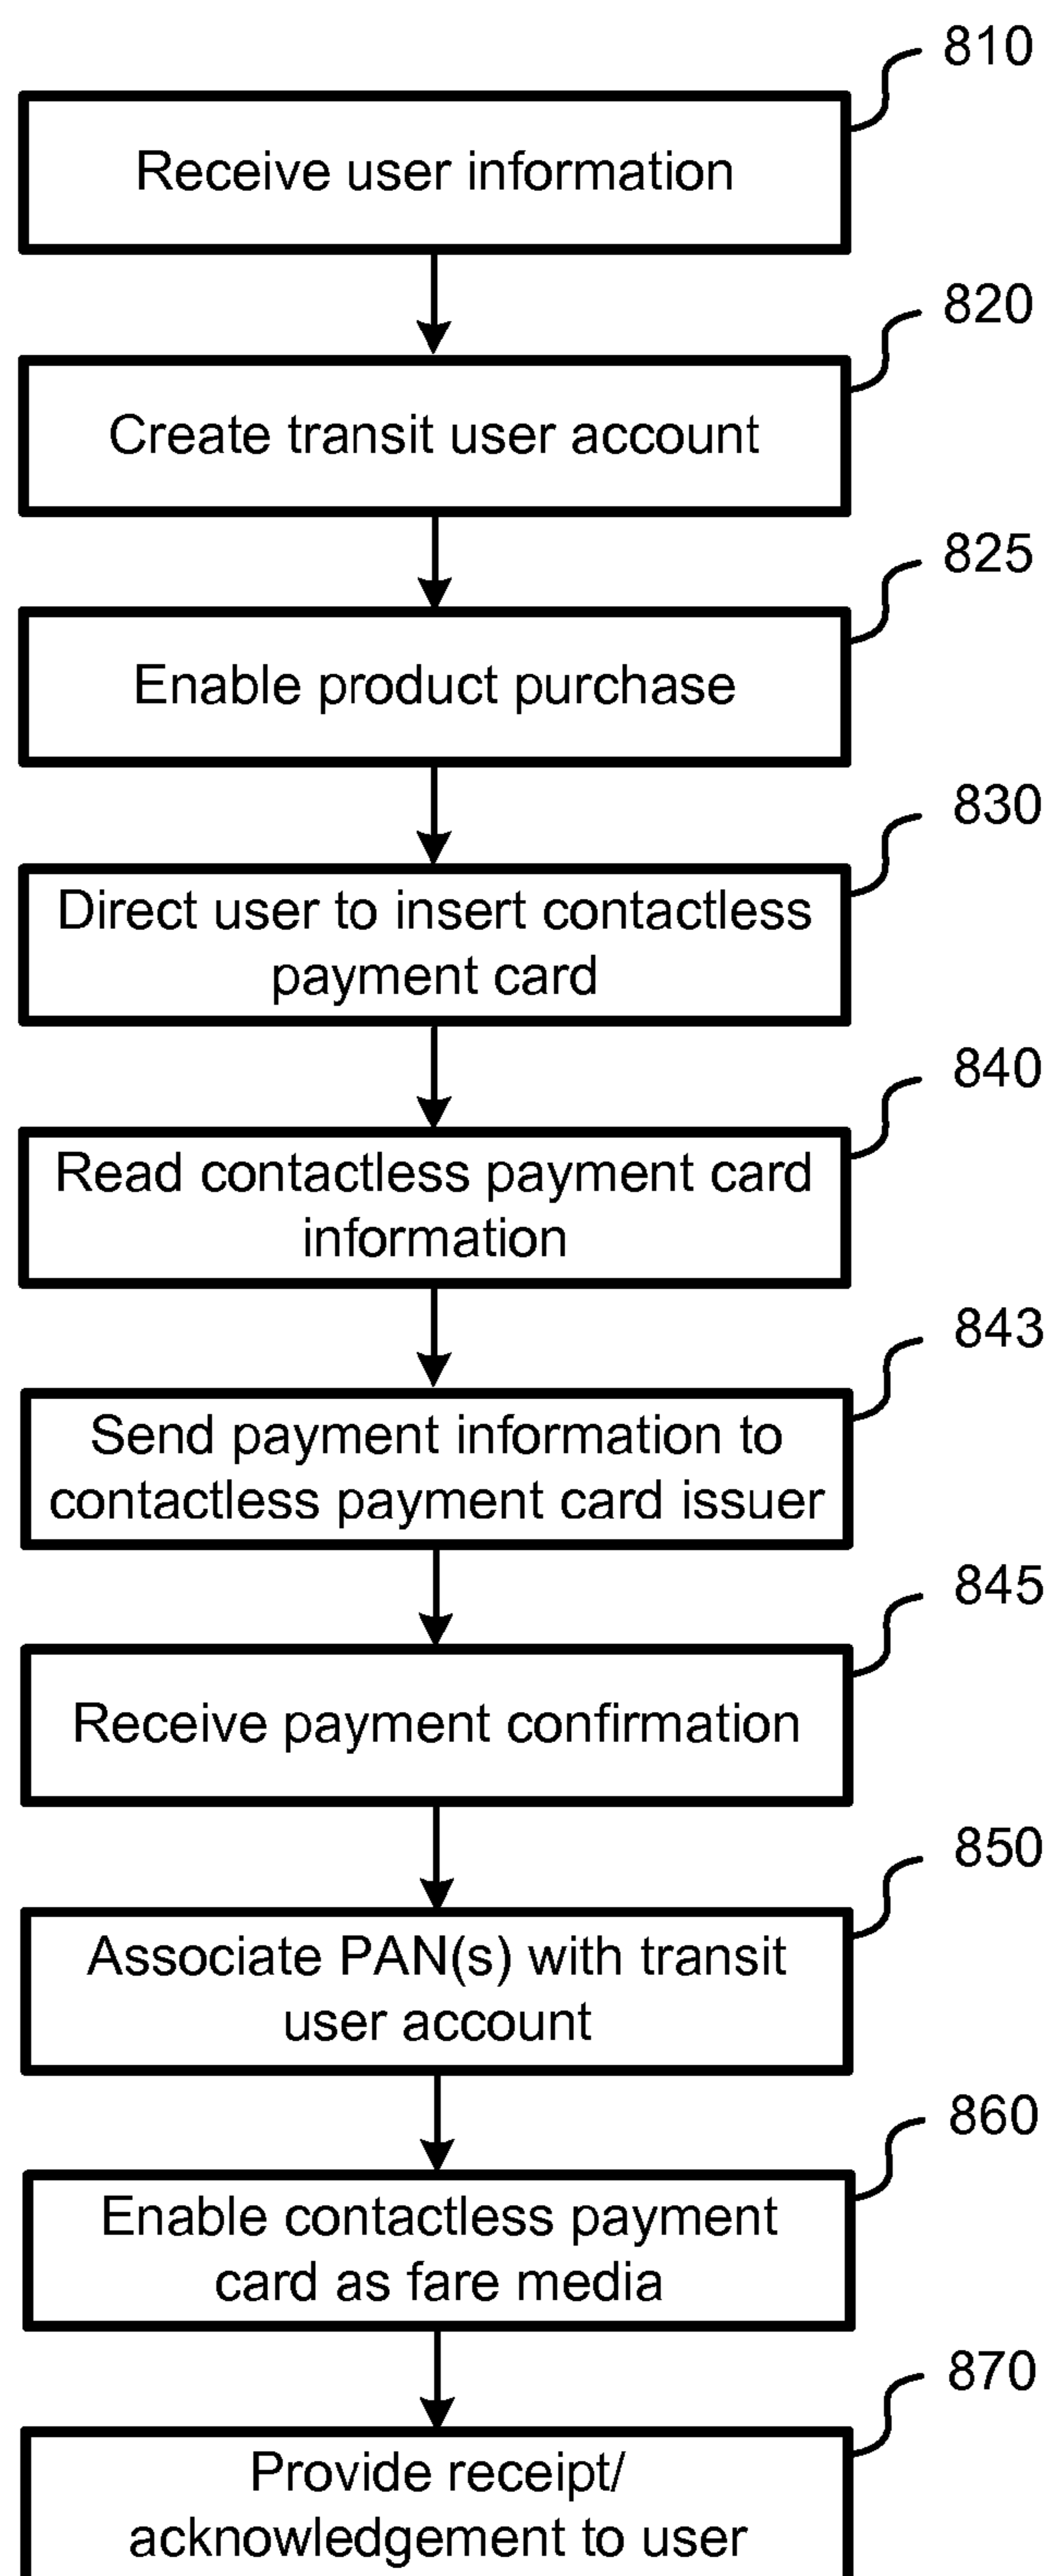 810
Receive user information
820
Create transit user account
825
Enable product purchase
830
Direct user to insert contactless
payment card
840
Read contactless payment card
information
843
Send payment information to
contactless payment card issuer
845
Receive payment confirmation
850
Associate PAN(s) with transit
user account
860
Enable contactless payment
card as fare media
870
Provide receipt/
acknowledgement to user